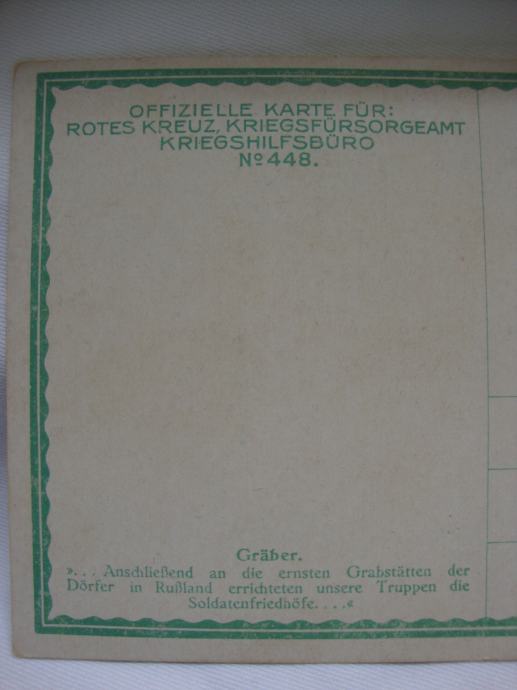 OFFIZIELLE KARTE FÜR:
ROTES KREUZ, KRIEGSFÜRSORGEAMT
KRIEGSHILFSBÜRO
Nº 448.
Gräber.
»... Anschließend an die ernsten Grabstätten der
Dörfer in Rußland errichteten unsere Truppen die
Soldatenfriedhöfe....«